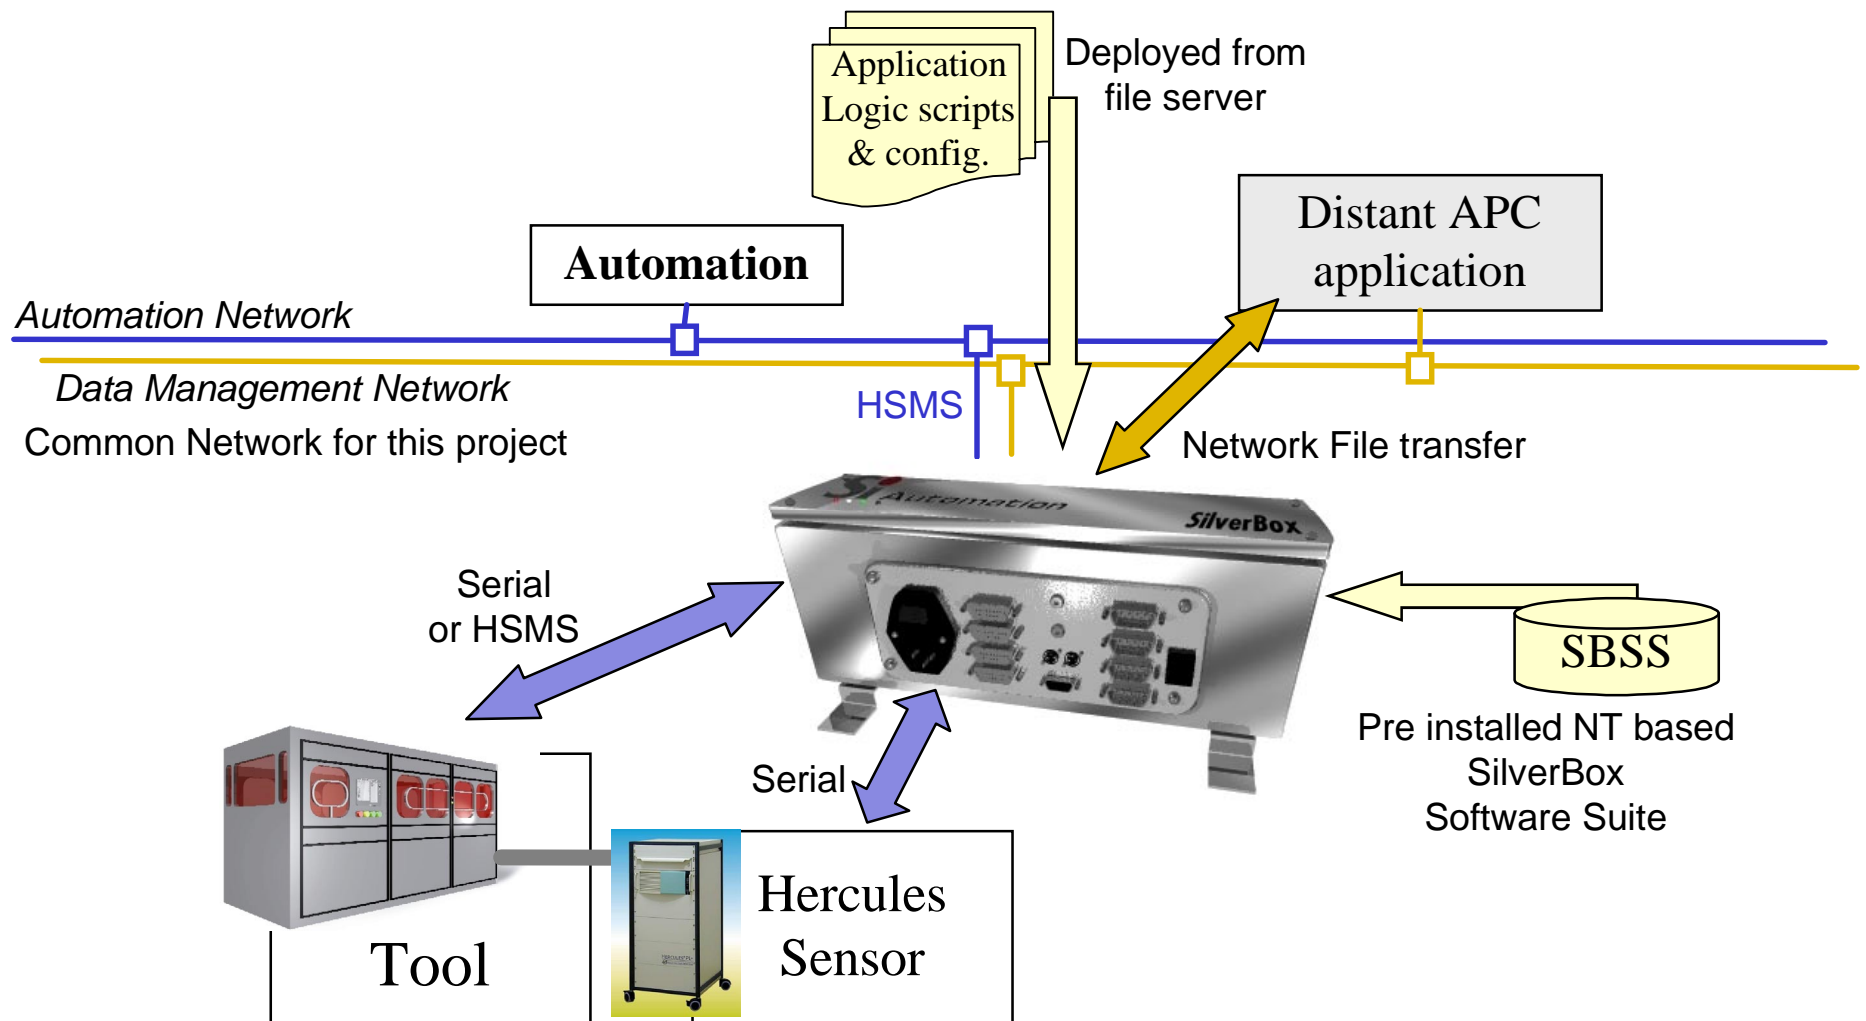 Application
Logic scripts
& config.
Deployed from
file server
Distant APC
application
Automation
Automation Network
Data Management Network
Common Network for this project
HSMS
Network File transfer
Si
Automation
SilverBox
Serial
or HSMS
SBSS
Pre installed NT based
SilverBox
Software Suite
Serial
Hercules
Sensor
Tool